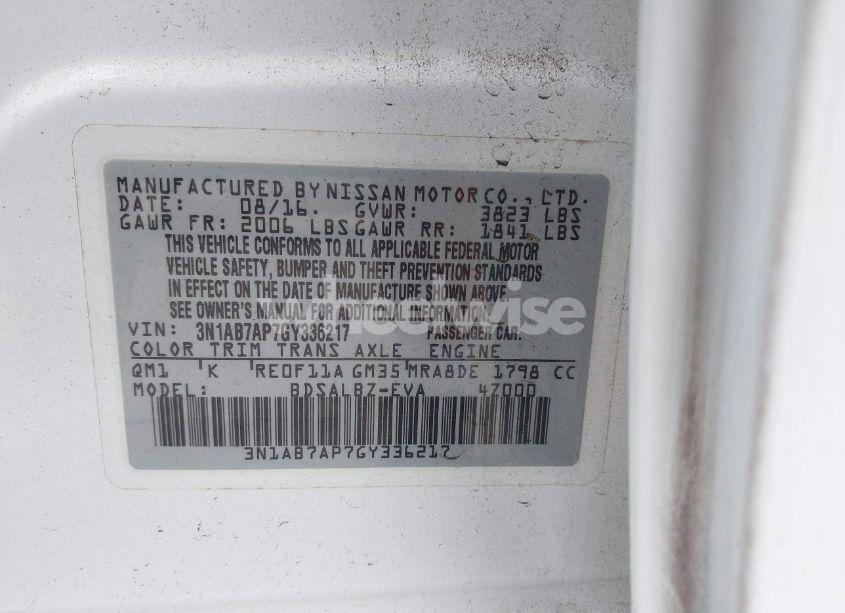 MANUFACTURED BY NISSAN MOTOR CO., LTD.
DATE: 08/16. GVWR: 3823 LBS
GAWR FR: 2006 LBS GAWR RR: 1841 LBS
THIS VEHICLE CONFORMS TO ALL APPLICABLE FEDERAL MOTOR
VEHICLE SAFETY, BUMPER AND THEFT PREVENTION STANDARDS
IN EFFECT ON THE DATE OF MANUFACTURE SHOWN ABOVE.
SEE OWNER'S MANUAL FOR ADDITIONAL INFORMATION.
VIN: 3N1AB7AP7GY336217 PASSENGER CAR.
COLOR TRIM TRANS AXLE ENGINE
QM1 K RE0F11A GM35 MRA8DE 1798 CC
MODEL: BDSALBZ-EVA 47000
3N1AB7AP7GY336217